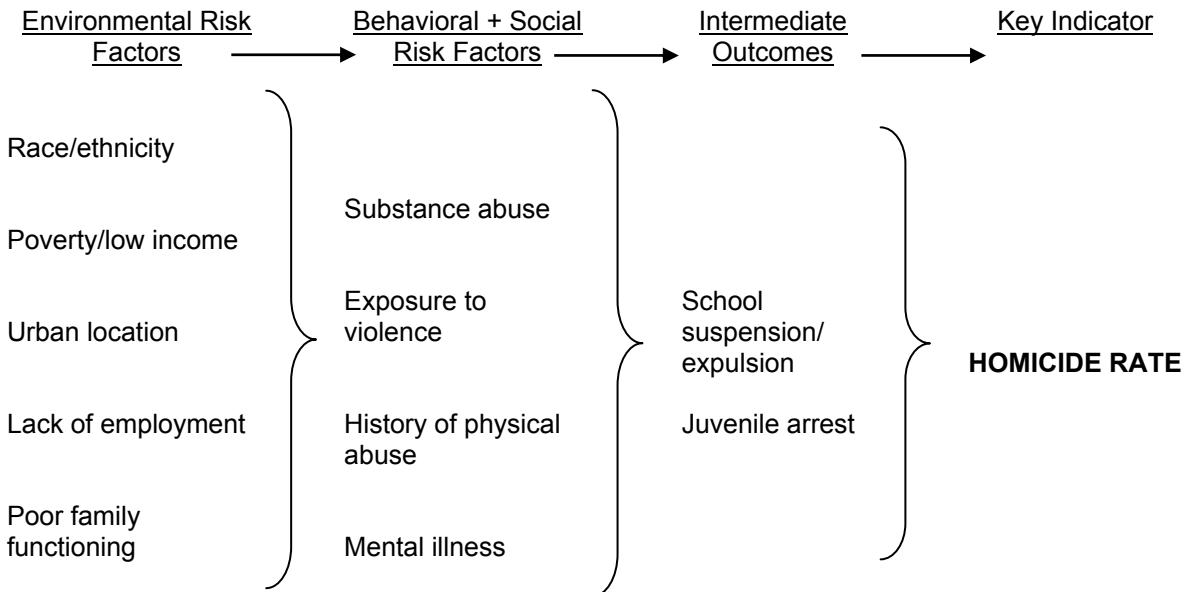 Environmental Risk
Factors
Behavioral + Social
Risk Factors
Intermediate
Outcomes
Key Indicator
Race/ethnicity
Poverty/low income
Urban location
Lack of employment
Poor family
functioning
Substance abuse
Exposure to
violence
History of physical
abuse
Mental illness
School
suspension/
expulsion
Juvenile arrest
HOMICIDE RATE